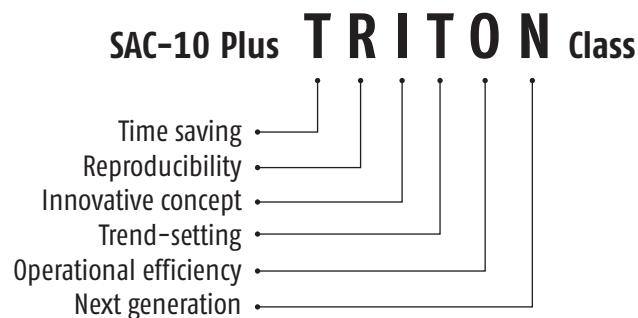 SAC-10 Plus TRITON Class
Time saving
Reproducibility
Innovative concept
Trend-setting
Operational efficiency
Next generation